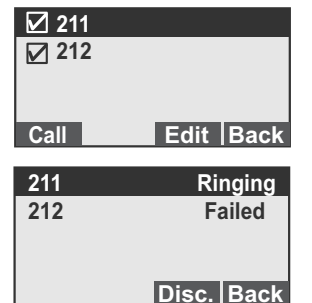 211
212
Call Edit Back
211 Ringing
212 Failed
Disc. Back